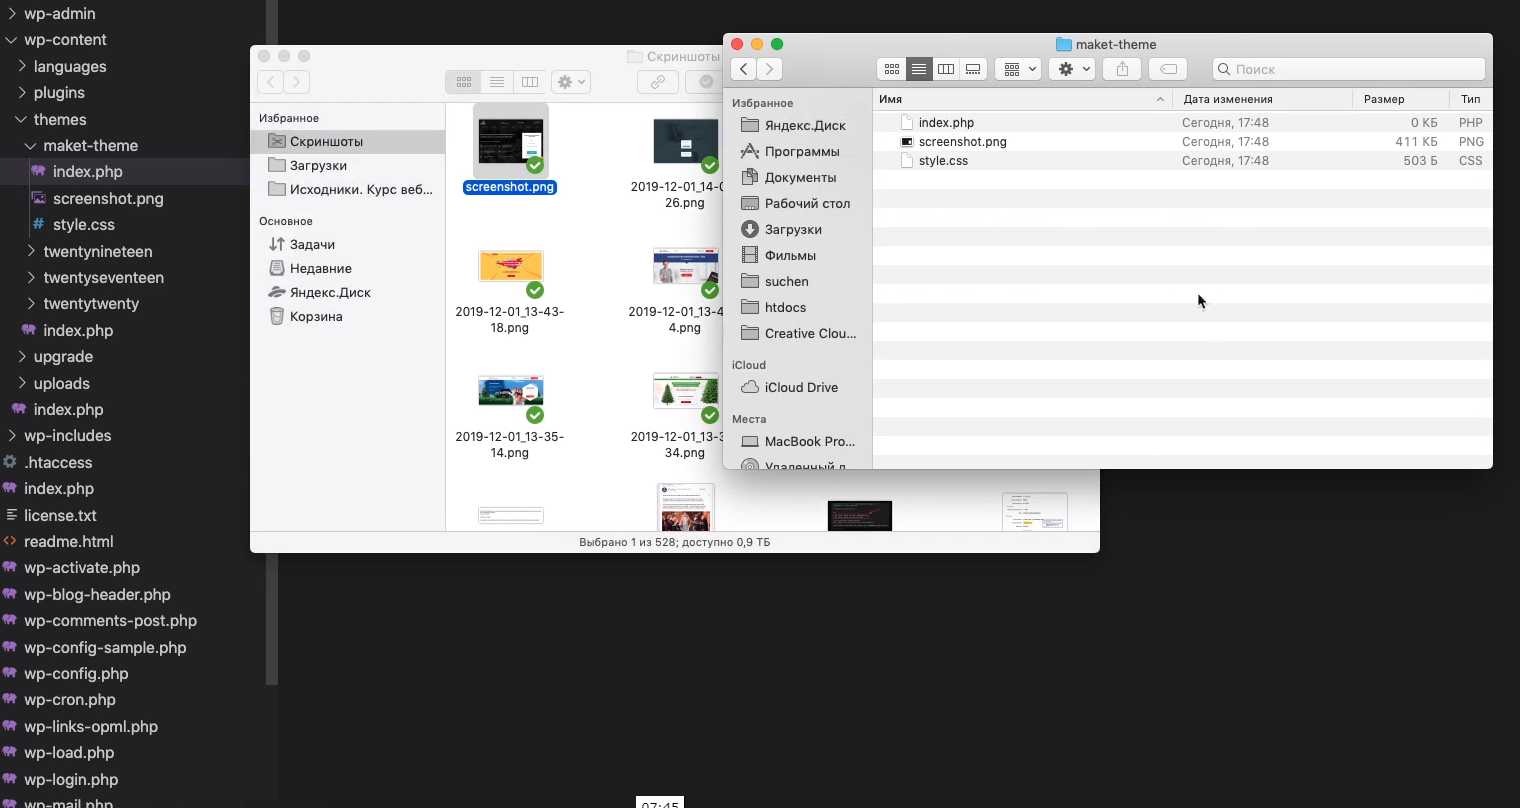 wp-admin
wp-content
languages
plugins
themes
maket-theme
index.php
screenshot.png
style.css
twentynineteen
twentyseventeen
twentytwenty
index.php
upgrade
uploads
index.php
wp-includes
.htaccess
index.php
license.txt
readme.html
wp-activate.php
wp-blog-header.php
wp-comments-post.php
wp-config-sample.php
wp-config.php
wp-cron.php
wp-links-opml.php
wp-load.php
wp-login.php
wp-mail.php
Скриншоты
Избранное
Скриншоты
Загрузки
Исходники. Курс веб...
Основное
Задачи
Недавние
Яндекс.Диск
Корзина
screenshot.png
2019-12-01_14-0
26.png
2019-12-01_13-43-
18.png
2019-12-01_13-4
4.png
2019-12-01_13-35-
14.png
2019-12-01_13-3
34.png
Выбрано 1 из 528; доступно 0,9 ТБ
maket-theme
Поиск
Избранное
Яндекс.Диск
Программы
Документы
Рабочий стол
Загрузки
Фильмы
suchen
htdocs
Creative Clou...
iCloud
iCloud Drive
Места
MacBook Pro...
Удаленный д
Имя Дата изменения Размер Тип
index.php Сегодня, 17:48 0 КБ PHP
screenshot.png Сегодня, 17:48 411 КБ PNG
style.css Сегодня, 17:48 503 Б CSS
07:45